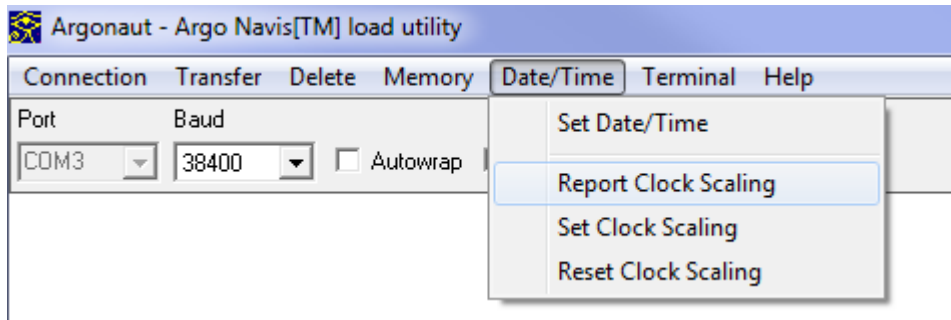 Argonaut - Argo Navis[TM] load utility
Connection Transfer Delete Memory Date/Time Terminal Help
Port Baud
COM3 38400 Autowrap
Set Date/Time
Report Clock Scaling
Set Clock Scaling
Reset Clock Scaling